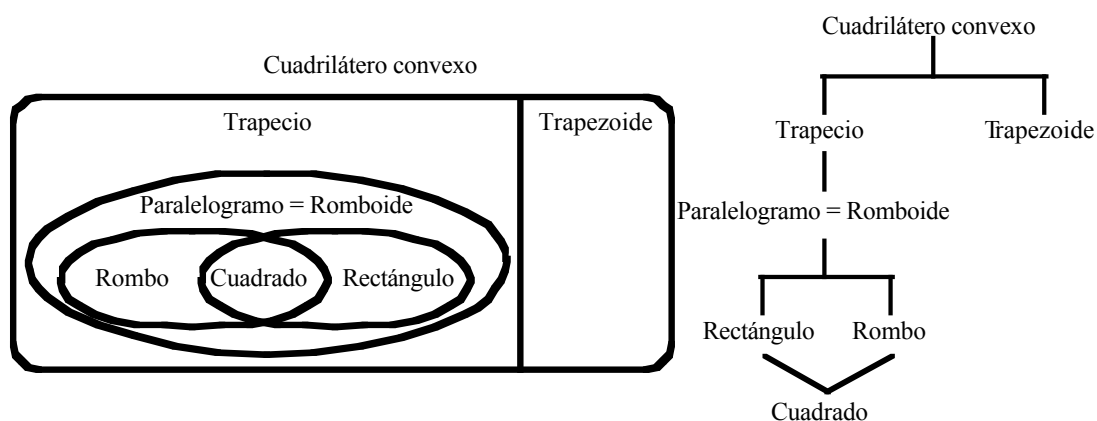 Cuadrilátero convexo
Trapecio
Trapezoide
Paralelogramo = Romboide
Rombo
Cuadrado
Rectángulo
Cuadrilátero convexo
Trapecio
Trapezoide
Paralelogramo = Romboide
Rectángulo
Rombo
Cuadrado